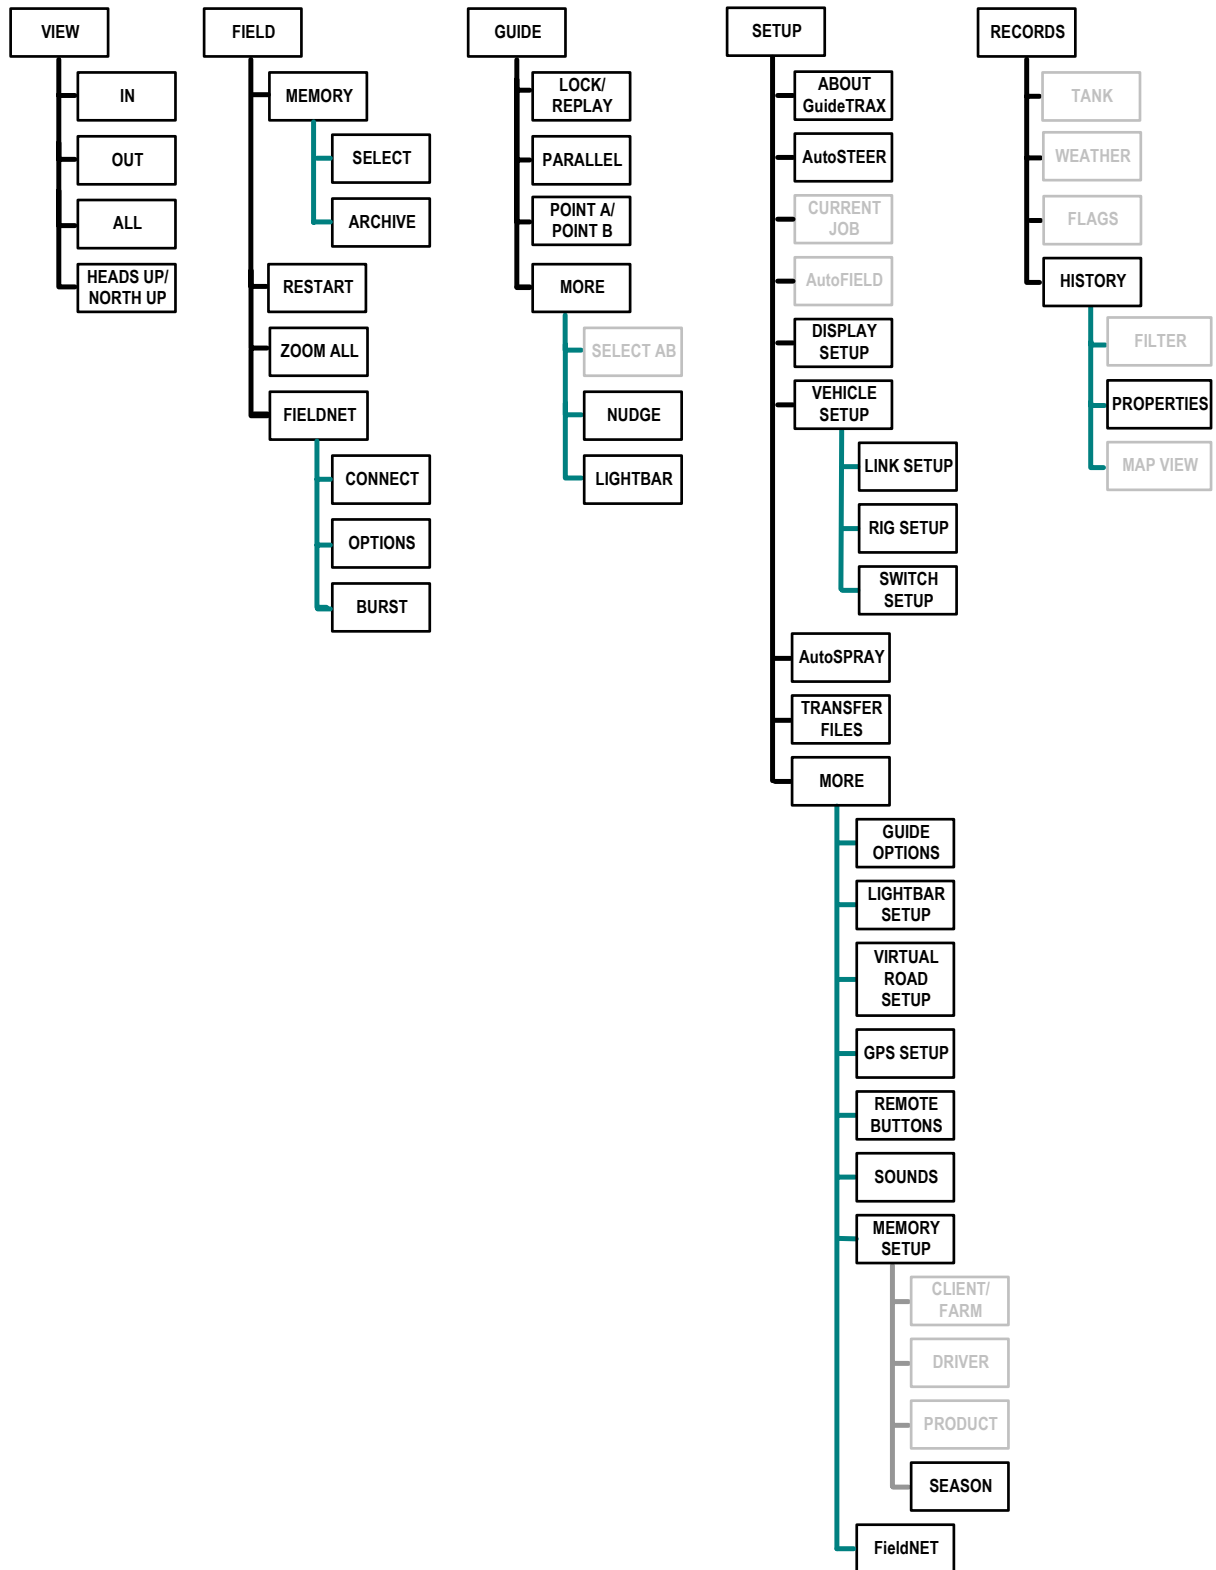 VIEW
IN
OUT
ALL
HEADS UP/
NORTH UP
FIELD
MEMORY
SELECT
ARCHIVE
RESTART
ZOOM ALL
FIELDNET
CONNECT
OPTIONS
BURST
GUIDE
LOCK/
REPLAY
PARALLEL
POINT A/
POINT B
MORE
SELECT AB
NUDGE
LIGHTBAR
SETUP
ABOUT
GuideTRAX
AutoSTEER
CURRENT
JOB
AutoFIELD
DISPLAY
SETUP
VEHICLE
SETUP
LINK SETUP
RIG SETUP
SWITCH
SETUP
AutoSPRAY
TRANSFER
FILES
MORE
GUIDE
OPTIONS
LIGHTBAR
SETUP
VIRTUAL
ROAD
SETUP
GPS SETUP
REMOTE
BUTTONS
SOUNDS
MEMORY
SETUP
CLIENT/
FARM
DRIVER
PRODUCT
SEASON
FieldNET
RECORDS
TANK
WEATHER
FLAGS
HISTORY
FILTER
PROPERTIES
MAP VIEW